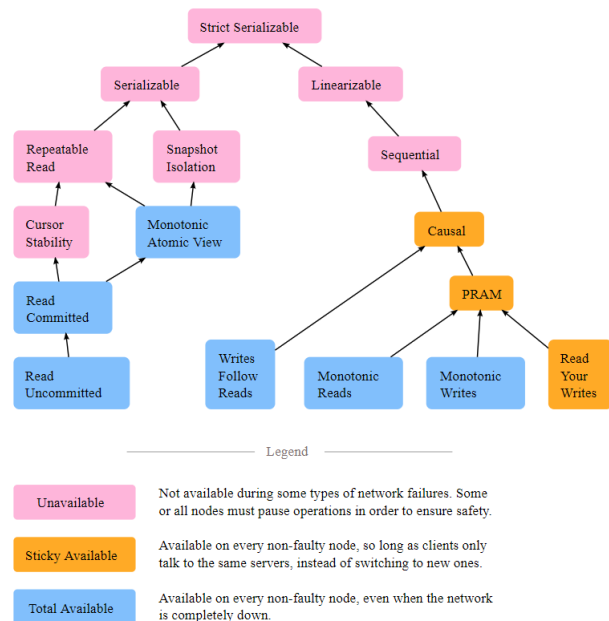 Strict Serializable
Serializable
Linearizable
Repeatable
Read
Snapshot
Isolation
Sequential
Cursor
Stability
Monotonic
Atomic View
Causal
Read
Committed
PRAM
Read
Uncommitted
Writes
Follow
Reads
Monotonic
Reads
Monotonic
Writes
Read
Your
Writes
Legend
Unavailable
Not available during some types of network failures. Some
or all nodes must pause operations in order to ensure safety.
Sticky Available
Available on every non-faulty node, so long as clients only
talk to the same servers, instead of switching to new ones.
Total Available
Available on every non-faulty node, even when the network
is completely down.